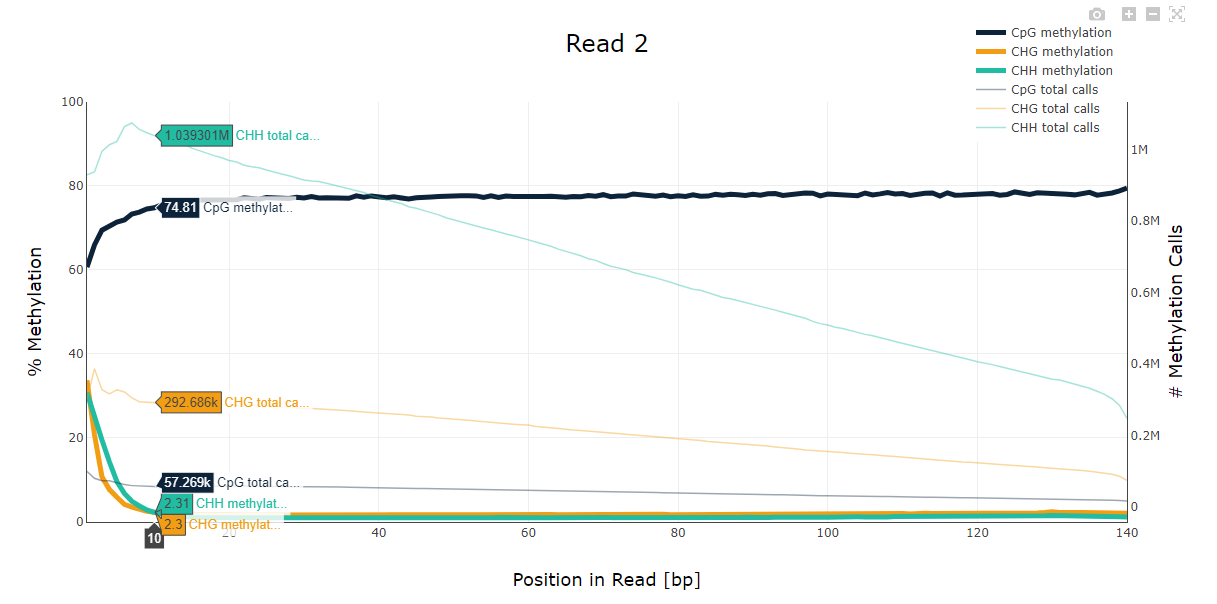 Read 2
CpG methylation
CHG methylation
CHH methylation
CpG total calls
CHG total calls
CHH total calls
100
80
60
40
20
0
% Methylation
1.039301M CHH total ca...
74.81 CpG methylat...
292.686k CHG total ca...
57.269k CpG total ca...
2.31 CHH methylat...
2.3 CHG methylat...
1M
0.8M
0.6M
0.4M
0.2M
0
# Methylation Calls
10 20 40 60 80 100 120 140
Position in Read [bp]